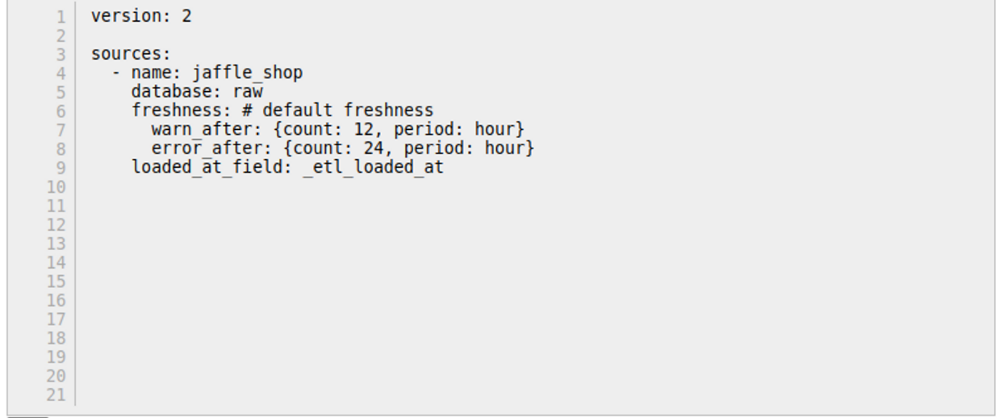 1 version: 2
2
3 sources:
4   - name: jaffle_shop
5     database: raw
6     freshness: # default freshness
7       warn_after: {count: 12, period: hour}
8       error_after: {count: 24, period: hour}
9     loaded_at_field: _etl_loaded_at
10
11
12
13
14
15
16
17
18
19
20
21